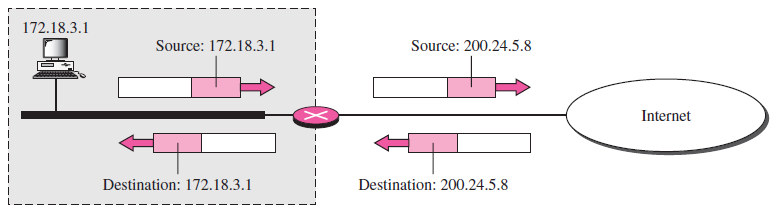 172.18.3.1
Source: 172.18.3.1
Source: 200.24.5.8
Internet
Destination: 172.18.3.1
Destination: 200.24.5.8